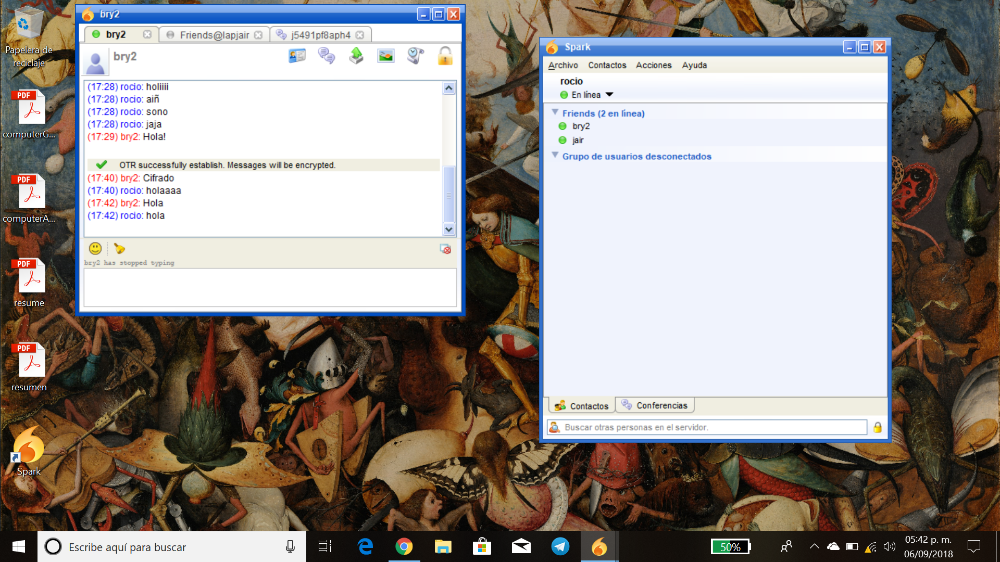 Papelera de
reciclaje
PDF
computerG...
PDF
computerA...
PDF
resume
PDF
resumen
Spark
bry2
bry2
Friends@lapjair
j5491pf8aph4
bry2
(17:28) rocio: holiiii
(17:28) rocio: aiñ
(17:28) rocio: sono
(17:28) rocio: jaja
(17:29) bry2: Hola!
OTR successfully establish. Messages will be encrypted.
(17:40) bry2: Cifrado
(17:40) rocio: holaaaa
(17:42) bry2: Hola
(17:42) rocio: hola
bry2 has stopped typing
Spark
Archivo Contactos Acciones Ayuda
rocio
En línea
Friends (2 en línea)
bry2
jair
Grupo de usuarios desconectados
Contactos Conferencias
Buscar otras personas en el servidor.
Escribe aquí para buscar
50%
05:42 p. m.
06/09/2018